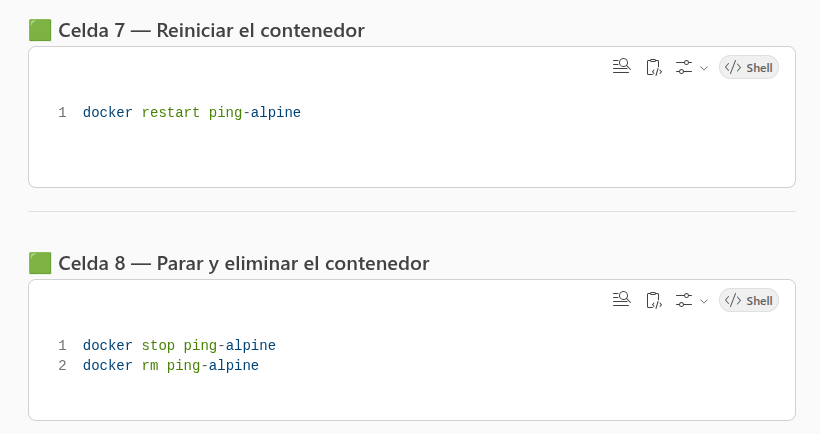 Celda 7 — Reiniciar el contenedor
</> Shell
1 docker restart ping-alpine
Celda 8 — Parar y eliminar el contenedor
</> Shell
1 docker stop ping-alpine
2 docker rm ping-alpine